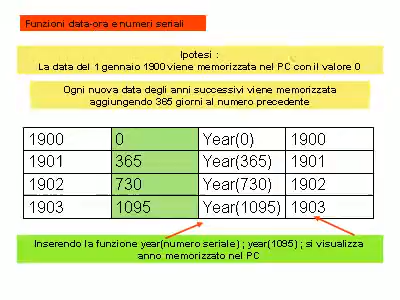 Funzioni data-ora e numeri seriali
Ipotesi :
La data del 1 gennaio 1900 viene memorizzata nel PC con il valore 0
Ogni nuova data degli anni successivi viene memorizzata
aggiungendo 365 giorni al numero precedente
1900 0 Year(0) 1900
1901 365 Year(365) 1901
1902 730 Year(730) 1902
1903 1095 Year(1095) 1903
Inserendo la funzione year(numero seriale) ; year(1095) ; si visualizza
anno memorizzato nel PC